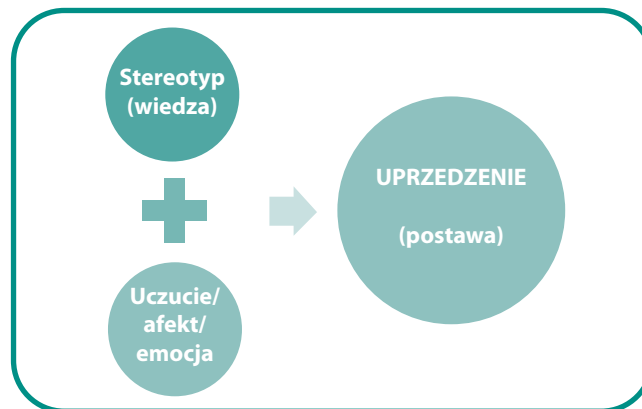 Stereotyp
(wiedza)
Uczucie/
afekt/
emocja
UPRZEDZENIE
(postawa)